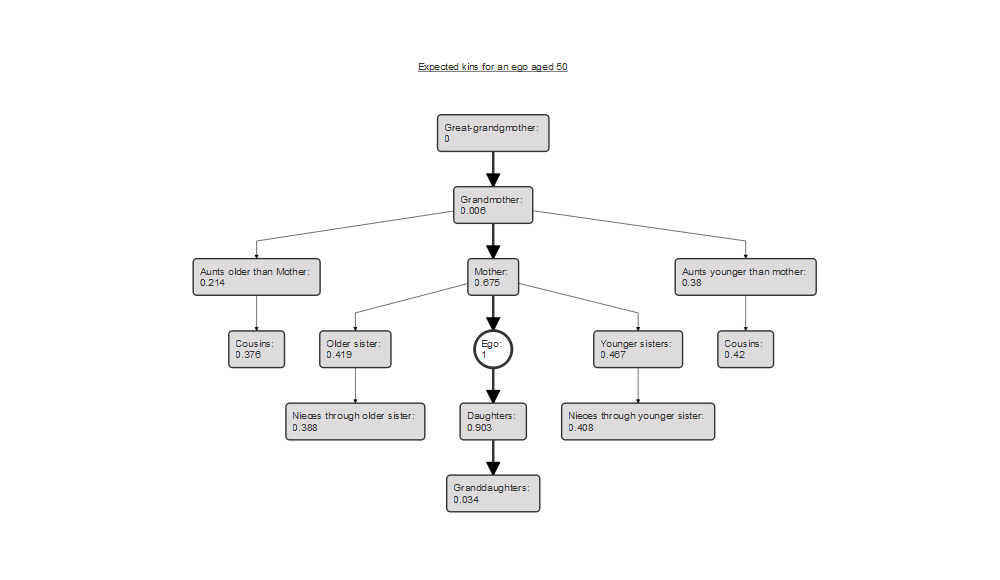 Expected kins for an ego aged 50
Great-grandgmother:
0
Grandmother:
0.006
Aunts older than Mother:
0.214
Mother:
0.675
Aunts younger than mother:
0.38
Cousins:
0.376
Older sister:
0.419
Ego:
1
Younger sisters:
0.467
Cousins:
0.42
Nieces through older sister:
0.388
Daughters:
0.903
Nieces through younger sister:
0.408
Granddaughters:
0.034